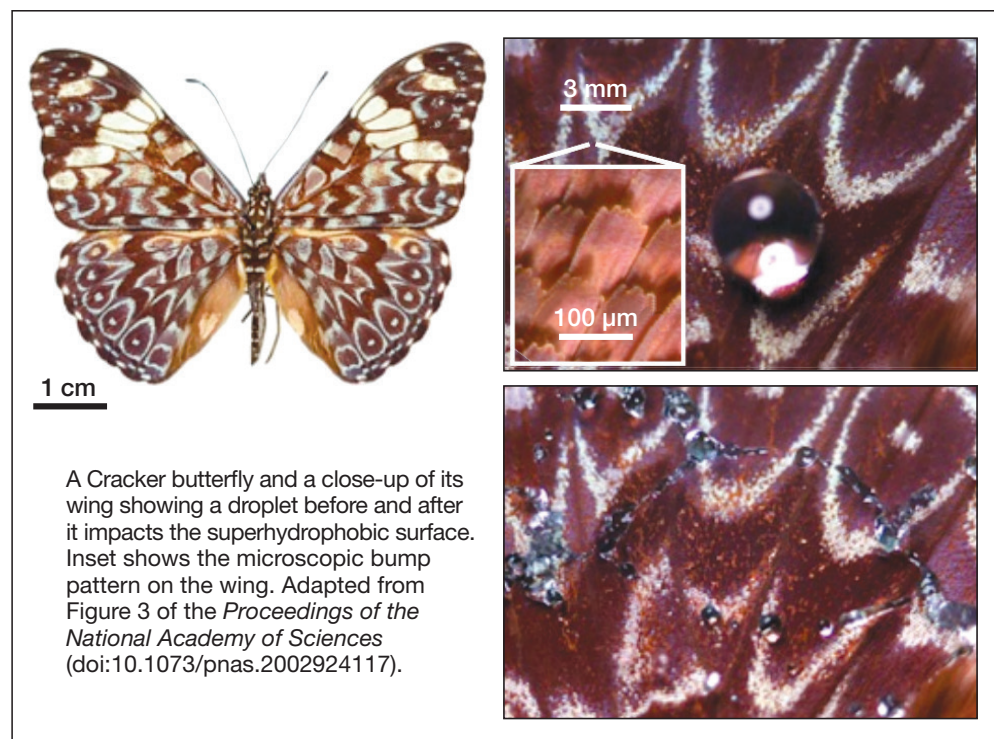 3 mm
100 µm
1 cm
A Cracker butterfly and a close-up of its
wing showing a droplet before and after
it impacts the superhydrophobic surface.
Inset shows the microscopic bump
pattern on the wing. Adapted from
Figure 3 of the Proceedings of the
National Academy of Sciences
(doi:10.1073/pnas.2002924117).